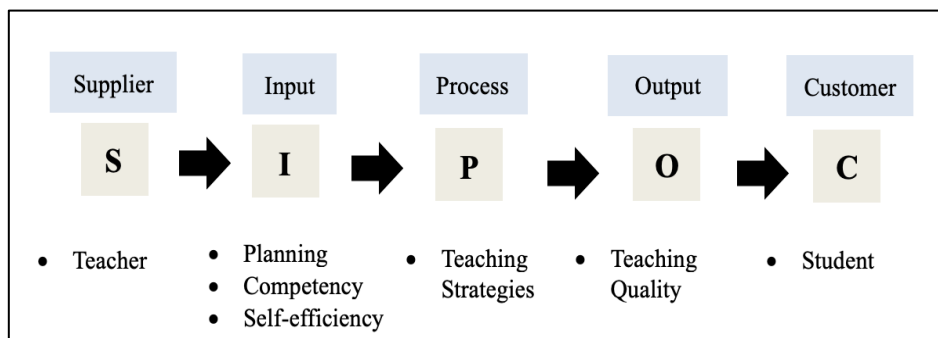 Supplier
Input
Process
Output
Customer
S
I
P
O
C
• Teacher
• Planning
• Competency
• Self-efficiency
• Teaching
Strategies
• Teaching
Quality
• Student